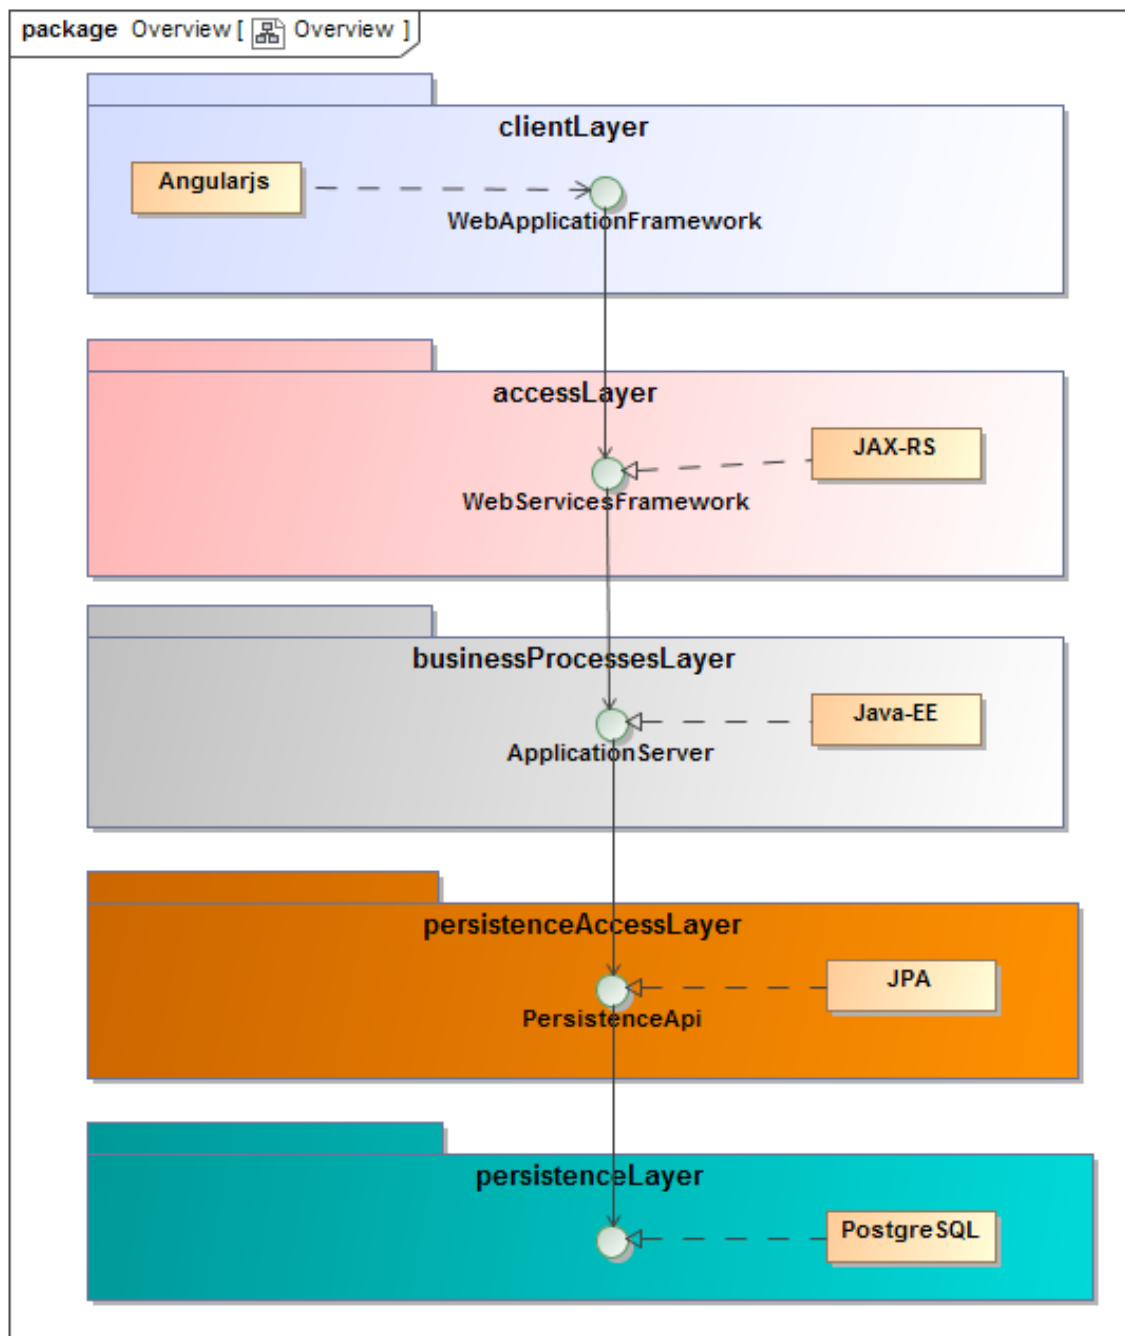 package Overview [ Overview ]
clientLayer
Angularjs
WebApplicationFramework
accessLayer
JAX-RS
WebServicesFramework
businessProcessesLayer
Java-EE
ApplicationServer
persistenceAccessLayer
JPA
PersistenceApi
persistenceLayer
PostgreSQL